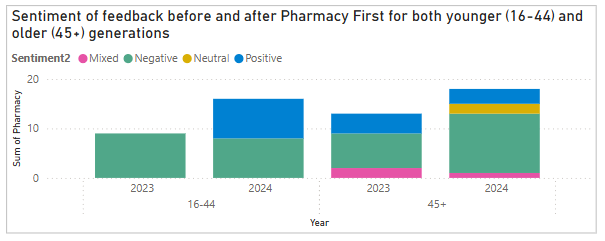 Sentiment of feedback before and after Pharmacy First for both younger (16-44) and
older (45+) generations
Sentiment2 Mixed Negative Neutral Positive
Sum of Pharmacy
20
10
0
2023 2024 2023 2024
16-44 45+
Year